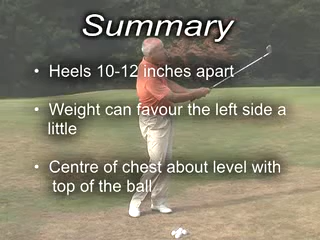 Summary
• Heels 10-12 inches apart
• Weight can favour the left side a
little
• Centre of chest about level with
top of the ball